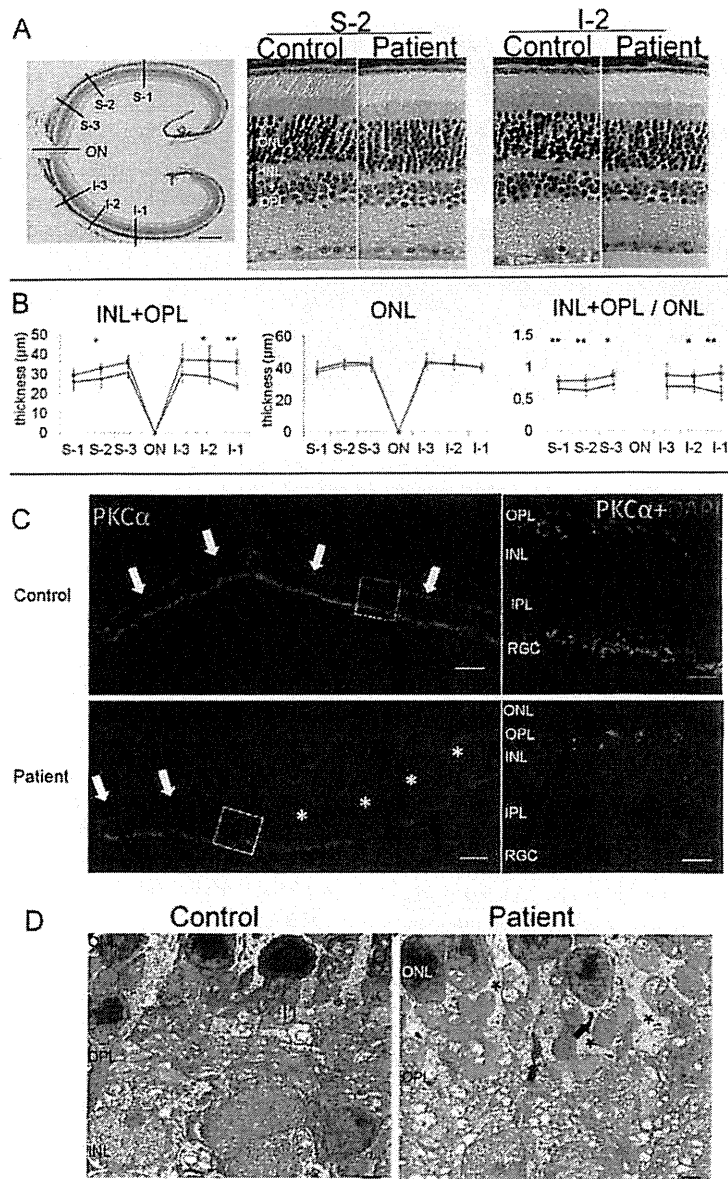 A
S-2
I-2
Control Patient
Control Patient
S-1
S-2
S-3
ON
I-3
I-2
I-1
ONL
INL
OPL
B
INL+OPL
ONL
INL+OPL / ONL
thickness (µm)
50
40
30
20
10
0
*
* **
S-1 S-2 S-3 ON I-3 I-2 I-1
thickness (µm)
60
40
20
0
S-1 S-2 S-3 ON I-3 I-2 I-1
1.5
1
0.5
0
** ** * * **
S-1 S-2 S-3 ON I-3 I-2 I-1
C
Control
PKCα
PKCα+
OPL
INL
IPL
RGC
Patient
* * * *
ONL
OPL
INL
IPL
RGC
D
Control
Patient
OPL
INL
ONL
* * *
OPL